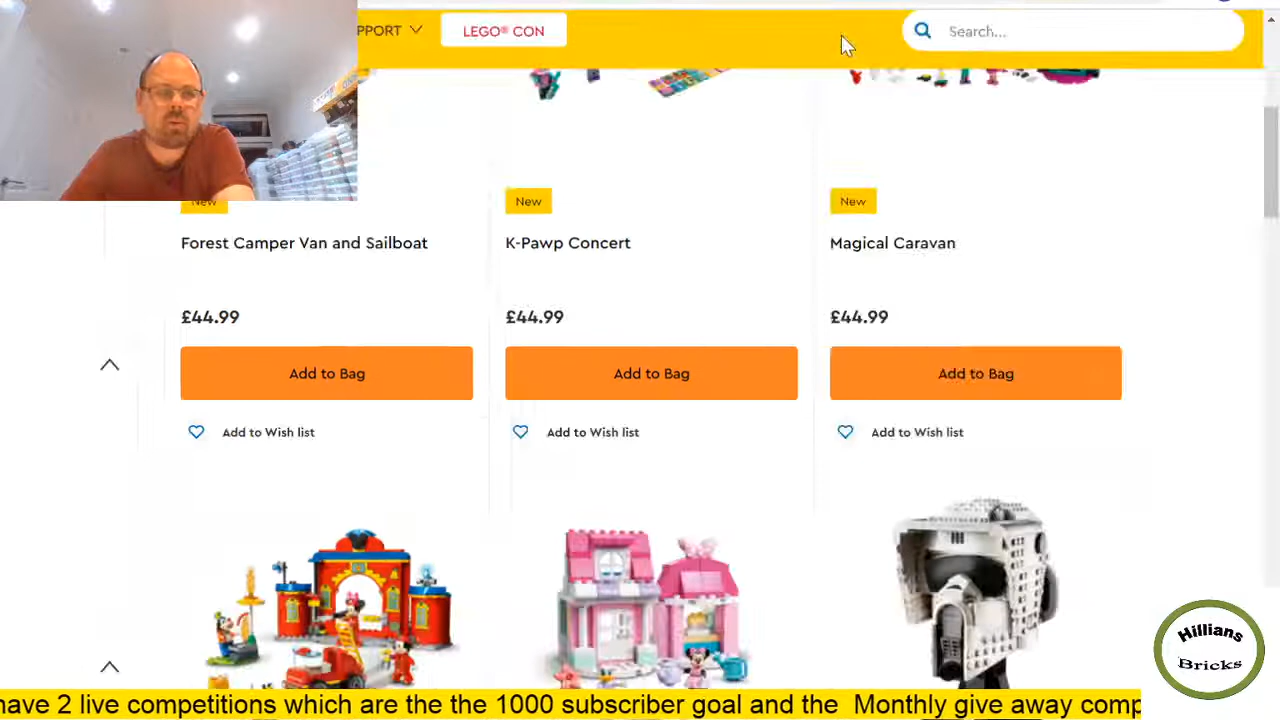 PPORT
LEGO® CON
Search...
New
New
New
Forest Camper Van and Sailboat
K-Pawp Concert
Magical Caravan
£44.99
£44.99
£44.99
Add to Bag
Add to Bag
Add to Bag
Add to Wish list
Add to Wish list
Add to Wish list
Hillians
Bricks
have 2 live competitions which are the the 1000 subscriber goal and the Monthly give away comp